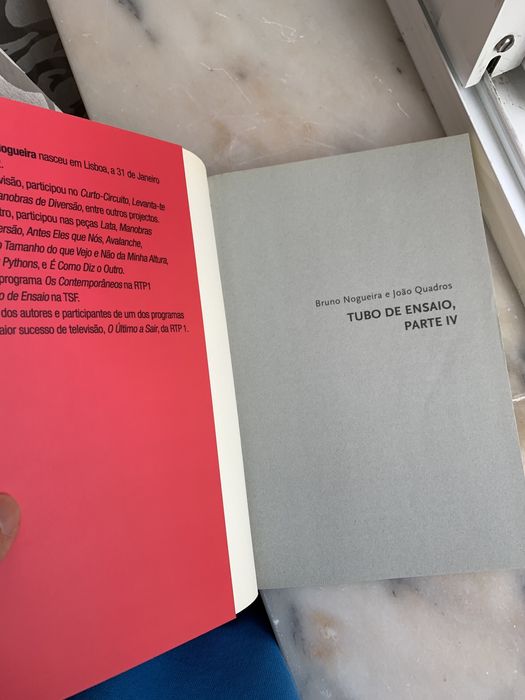 Nogueira nasceu em Lisboa, a 31 de Janeiro
visão, participou no Curto-Circuito, Levanta-te
anobras de Diversão, entre outros projectos.
tro, participou nas peças Lata, Manobras
ersão, Antes Eles que Nós, Avalanche,
o Tamanho do que Vejo e Não da Minha Altura,
Pythons, e É Como Diz o Outro.
programa Os Contemporâneos na RTP1
o de Ensaio na TSF.
dos autores e participantes de um dos programas
aior sucesso de televisão, O Último a Sair, da RTP 1.
Bruno Nogueira e João Quadros
TUBO DE ENSAIO,
PARTE IV